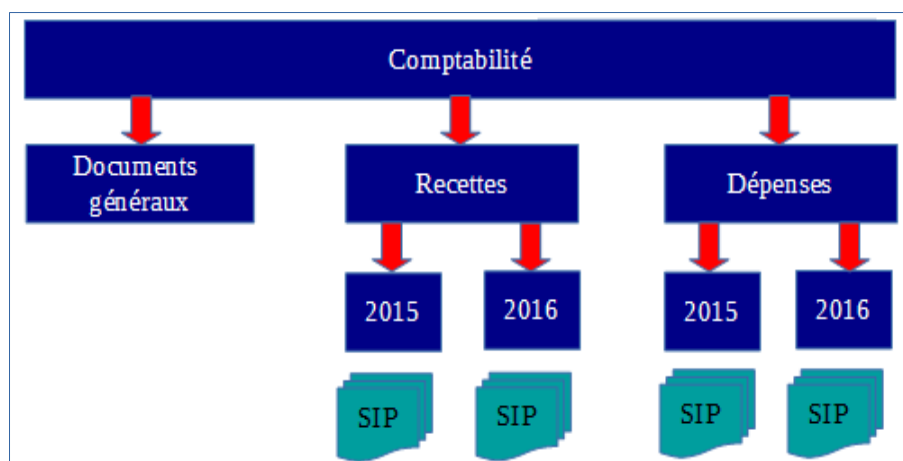 Comptabilité
Documents
généraux
Recettes
Dépenses
2015
2016
2015
2016
SIP
SIP
SIP
SIP